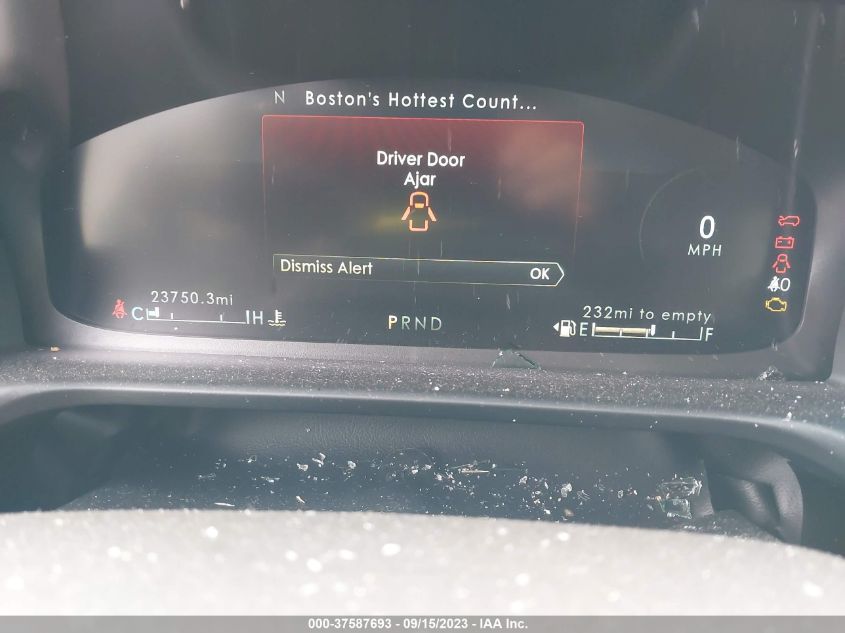 N Boston's Hottest Count...
Driver Door
Ajar
Dismiss Alert OK
0
MPH
23750.3mi
C H
PRND
232mi to empty
E F
0
000-37587693 - 09/15/2023 - IAA Inc.